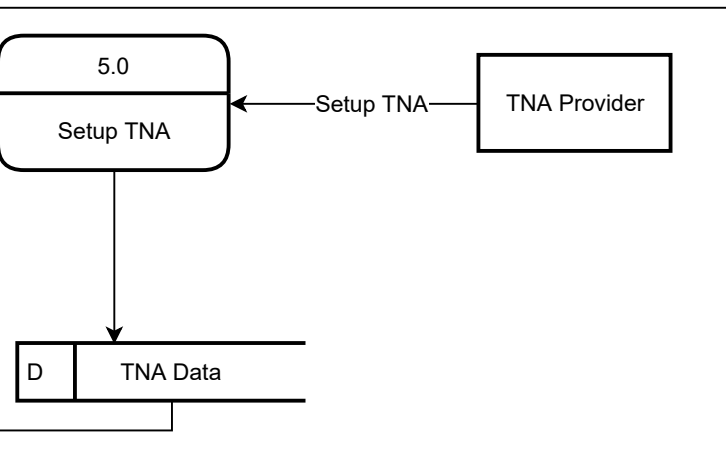 5.0
Setup TNA
Setup TNA
TNA Provider
D
TNA Data